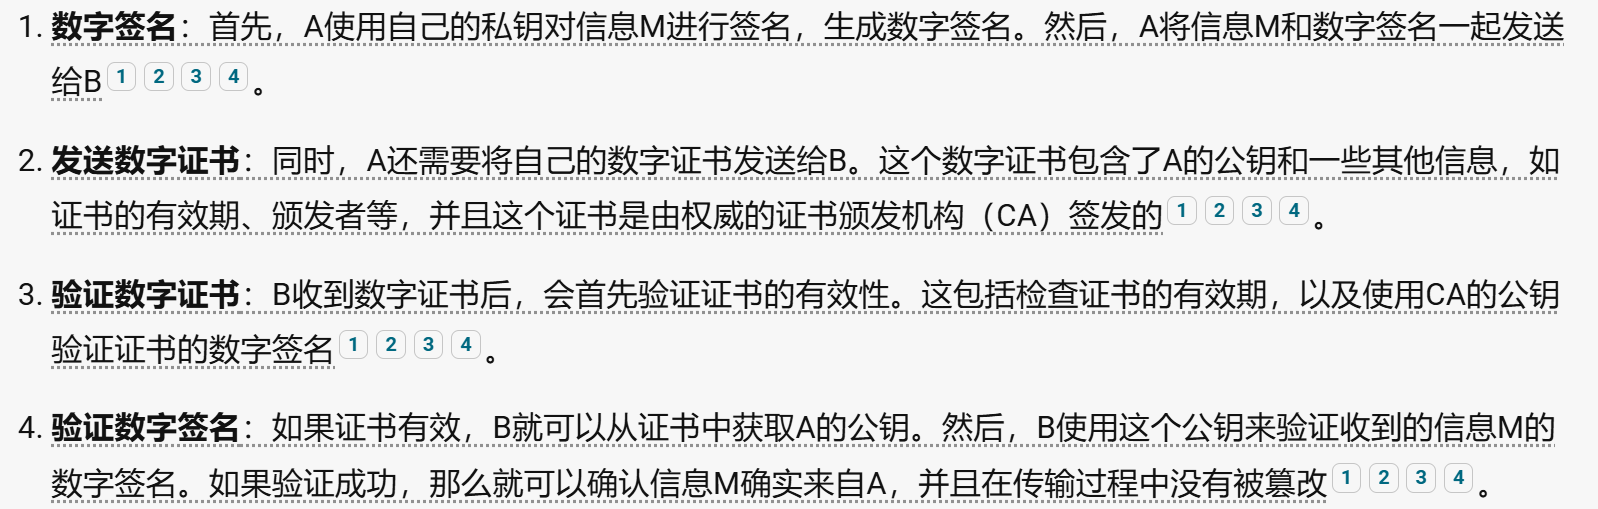 1. 数字签名：首先，A使用自己的私钥对信息M进行签名，生成数字签名。然后，A将信息M和数字签名一起发送
给B 1 2 3 4 。
2. 发送数字证书：同时，A还需要将自己的数字证书发送给B。这个数字证书包含了A的公钥和一些其他信息，如
证书的有效期、颁发者等，并且这个证书是由权威的证书颁发机构（CA）签发的 1 2 3 4 。
3. 验证数字证书：B收到数字证书后，会首先验证证书的有效性。这包括检查证书的有效期，以及使用CA的公钥
验证证书的数字签名 1 2 3 4 。
4. 验证数字签名：如果证书有效，B就可以从证书中获取A的公钥。然后，B使用这个公钥来验证收到的信息M的
数字签名。如果验证成功，那么就可以确认信息M确实来自A，并且在传输过程中没有被篡改 1 2 3 4 。